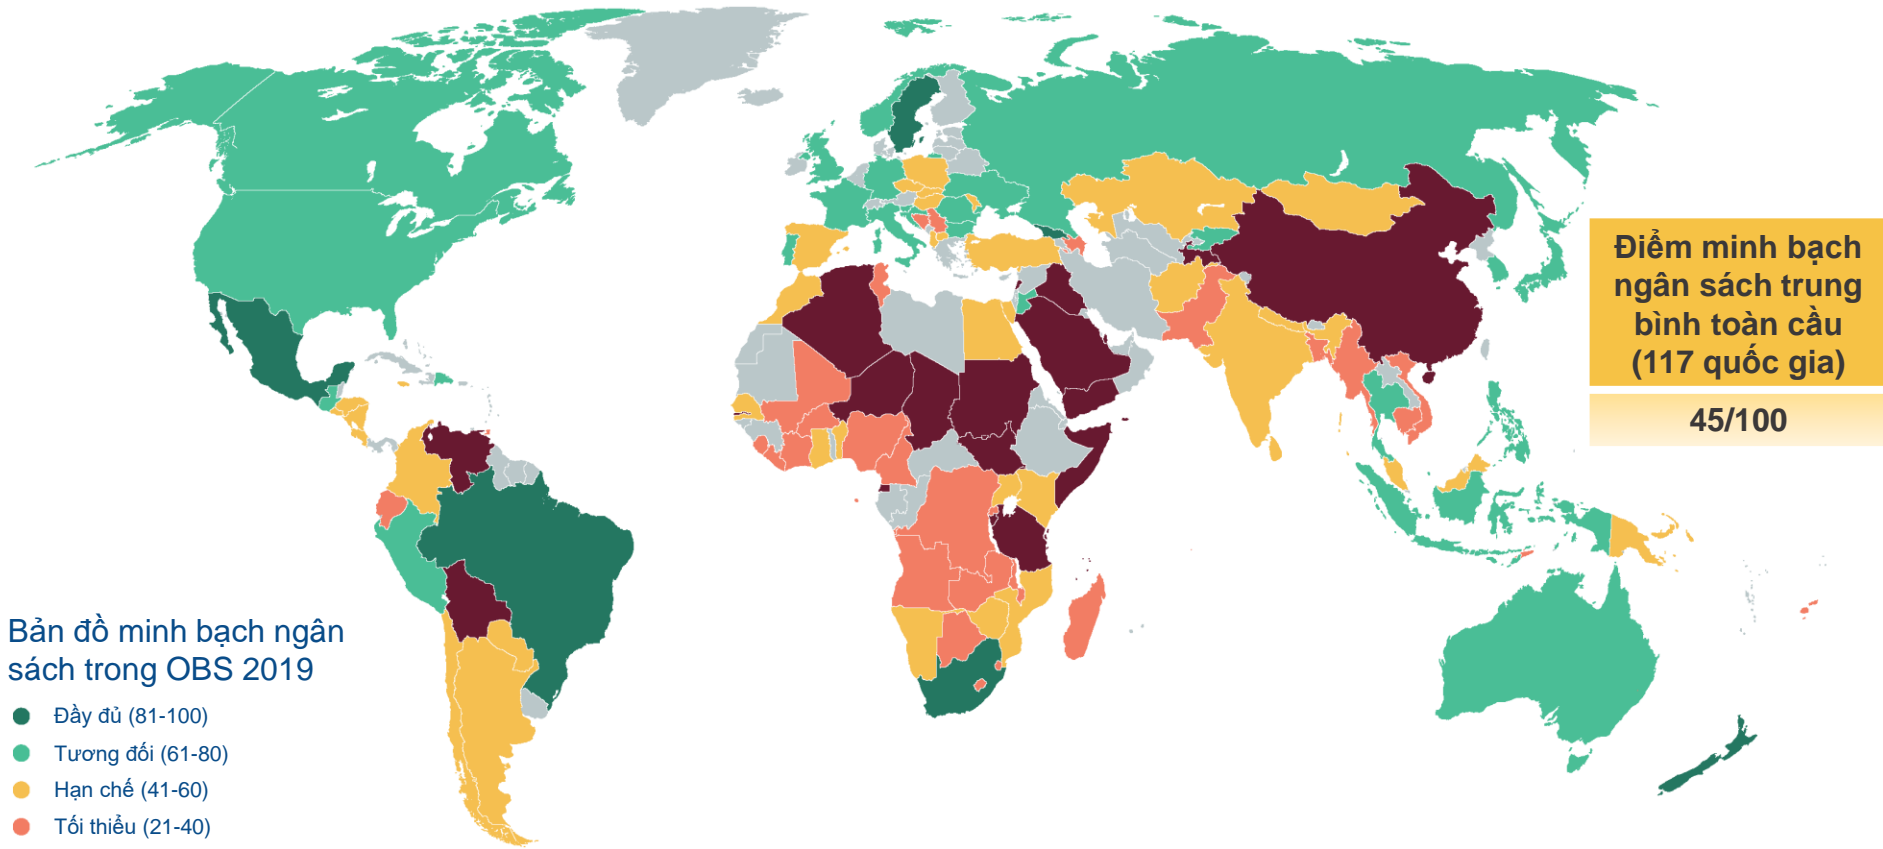 Điểm minh bạch
ngân sách trung
bình toàn cầu
(117 quốc gia)
45/100
Bản đồ minh bạch ngân
sách trong OBS 2019
Đầy đủ (81-100)
Tương đối (61-80)
Hạn chế (41-60)
Tối thiểu (21-40)